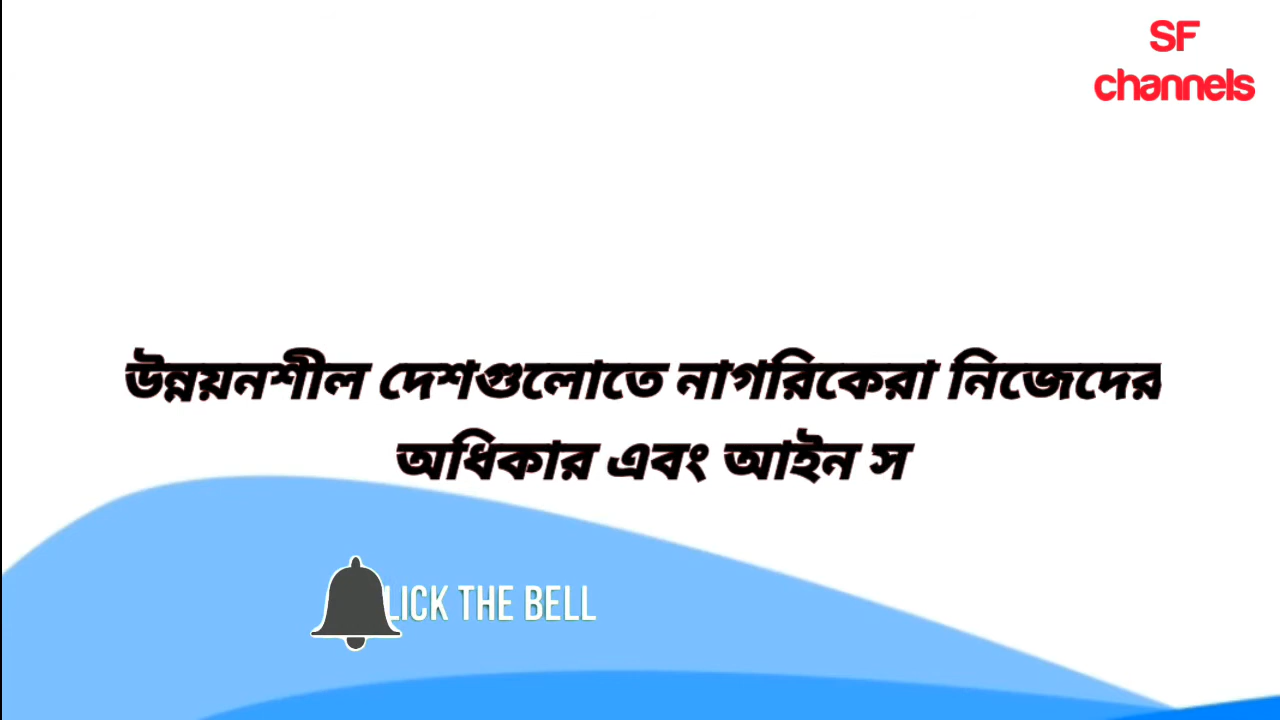 SF
channels
উন্নয়নশীল দেশগুলোতে নাগরিকেরা নিজেদের
অধিকার এবং আইন স
LICK THE BELL